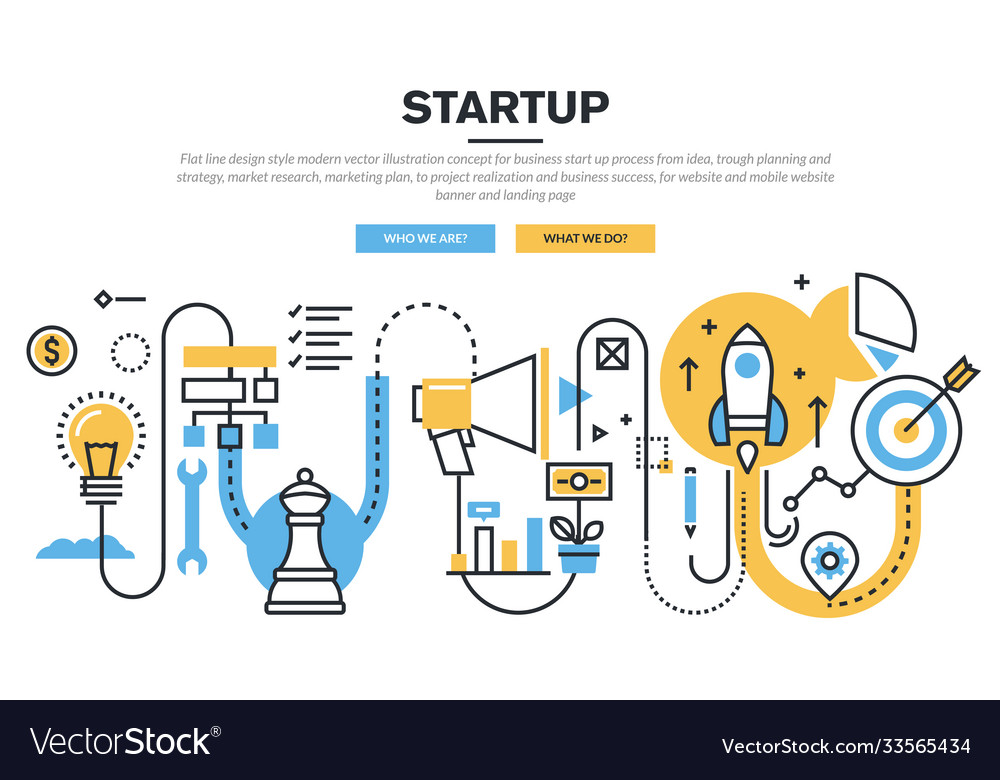 STARTUP
Flat line design style modern vector illustration concept for business start up process from idea, trough planning and
strategy, market research, marketing plan, to project realization and business success, for website and mobile website
banner and landing page
WHO WE ARE?
WHAT WE DO?
$
VectorStock®
VectorStock.com/33565434